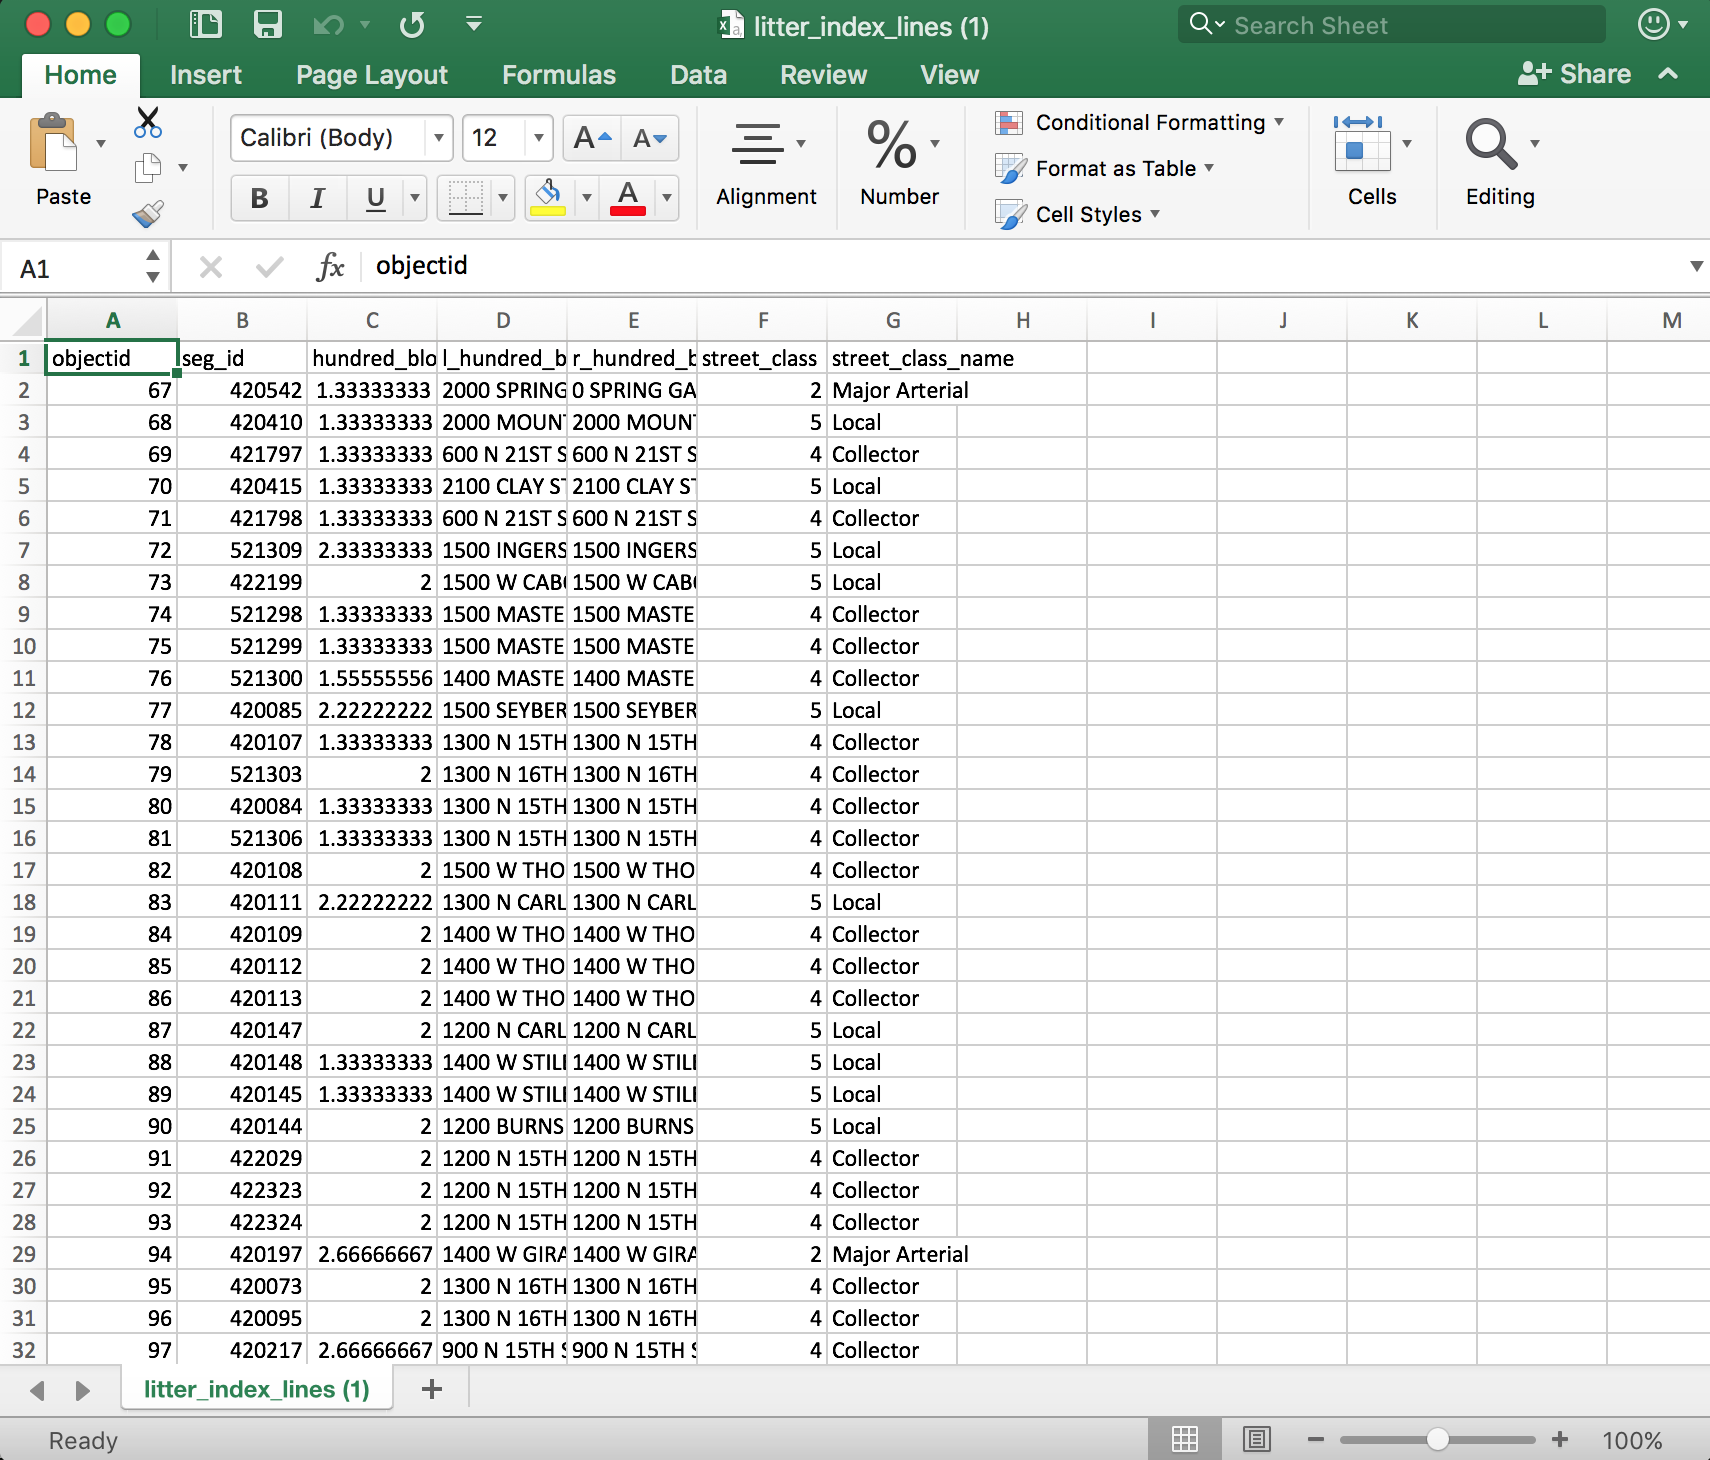 litter_index_lines (1)
Search Sheet
Home Insert Page Layout Formulas Data Review View Share
Paste
Calibri (Body) 12 A A
B I U A
Alignment
% Number
Conditional Formatting
Format as Table
Cell Styles
Cells
Editing
A1 fx objectid
A B C D E F G H I J K L M
1 objectid seg_id hundred_blo l_hundred_b r_hundred_b street_class street_class_name
2 67 420542 1.33333333 2000 SPRING 0 SPRING GA 2 Major Arterial
3 68 420410 1.33333333 2000 MOUN 2000 MOUN 5 Local
4 69 421797 1.33333333 600 N 21ST S 600 N 21ST S 4 Collector
5 70 420415 1.33333333 2100 CLAY ST 2100 CLAY ST 5 Local
6 71 421798 1.33333333 600 N 21ST S 600 N 21ST S 4 Collector
7 72 521309 2.33333333 1500 INGERS 1500 INGERS 5 Local
8 73 422199 2 1500 W CAB 1500 W CAB 5 Local
9 74 521298 1.33333333 1500 MASTE 1500 MASTE 4 Collector
10 75 521299 1.33333333 1500 MASTE 1500 MASTE 4 Collector
11 76 521300 1.55555556 1400 MASTE 1400 MASTE 4 Collector
12 77 420085 2.22222222 1500 SEYBER 1500 SEYBER 5 Local
13 78 420107 1.33333333 1300 N 15TH 1300 N 15TH 4 Collector
14 79 521303 2 1300 N 16TH 1300 N 16TH 4 Collector
15 80 420084 1.33333333 1300 N 15TH 1300 N 15TH 4 Collector
16 81 521306 1.33333333 1300 N 15TH 1300 N 15TH 4 Collector
17 82 420108 2 1500 W THO 1500 W THO 4 Collector
18 83 420111 2.22222222 1300 N CARL 1300 N CARL 5 Local
19 84 420109 2 1400 W THO 1400 W THO 4 Collector
20 85 420112 2 1400 W THO 1400 W THO 4 Collector
21 86 420113 2 1400 W THO 1400 W THO 4 Collector
22 87 420147 2 1200 N CARL 1200 N CARL 5 Local
23 88 420148 1.33333333 1400 W STIL 1400 W STIL 5 Local
24 89 420145 1.33333333 1400 W STIL 1400 W STIL 5 Local
25 90 420144 2 1200 BURNS 1200 BURNS 5 Local
26 91 422029 2 1200 N 15TH 1200 N 15TH 4 Collector
27 92 422323 2 1200 N 15TH 1200 N 15TH 4 Collector
28 93 422324 2 1200 N 15TH 1200 N 15TH 4 Collector
29 94 420197 2.66666667 1400 W GIRA 1400 W GIRA 2 Major Arterial
30 95 420073 2 1300 N 16TH 1300 N 16TH 4 Collector
31 96 420095 2 1300 N 16TH 1300 N 16TH 4 Collector
32 97 420217 2.66666667 900 N 15TH S 900 N 15TH S 4 Collector
litter_index_lines (1) +
Ready 100%